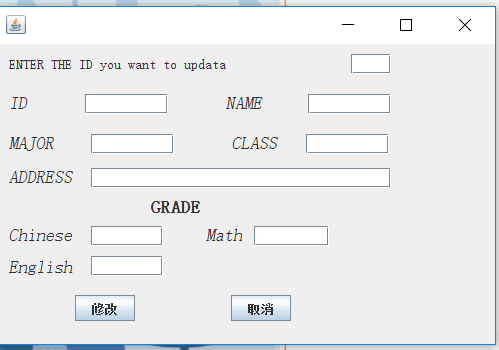 ENTER THE ID you want to updata
ID NAME
MAJOR CLASS
ADDRESS
GRADE
Chinese Math
English
修改 取消